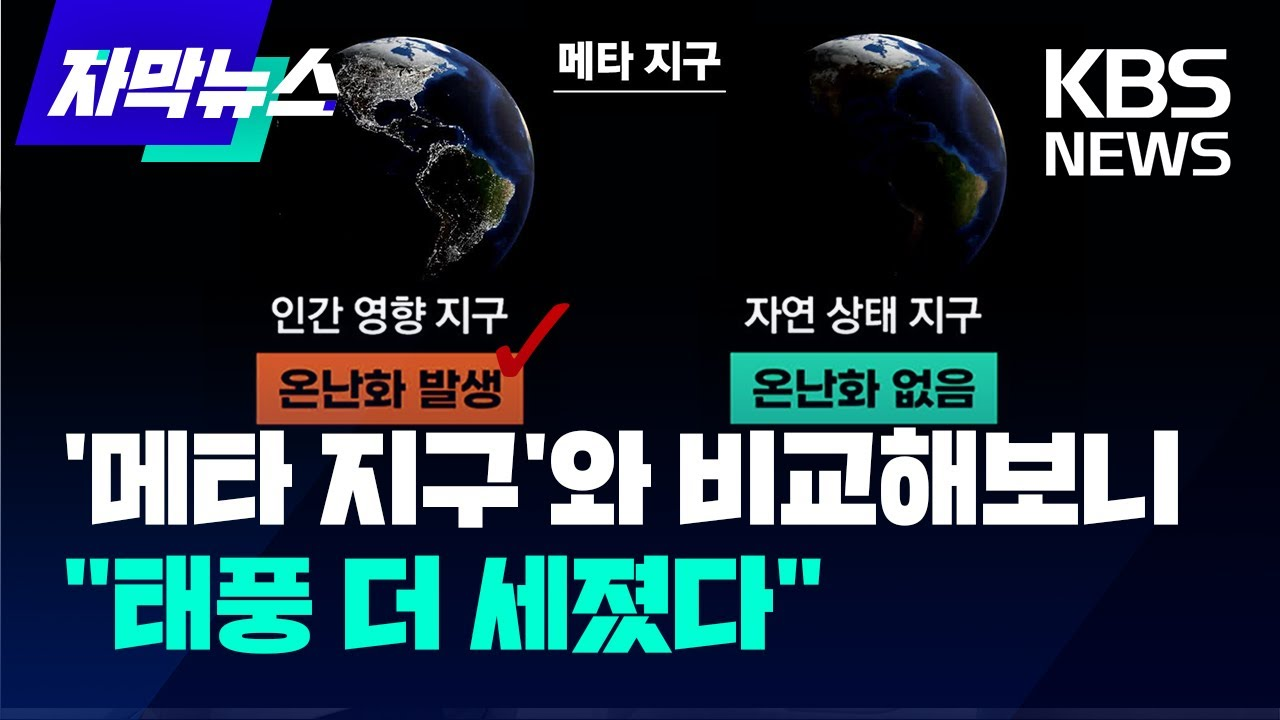 자막뉴스
메타 지구
KBS
NEWS
인간 영향 지구
자연 상태 지구
온난화 발생
온난화 없음
'메타 지구'와 비교해보니
"태풍 더 세졌다"